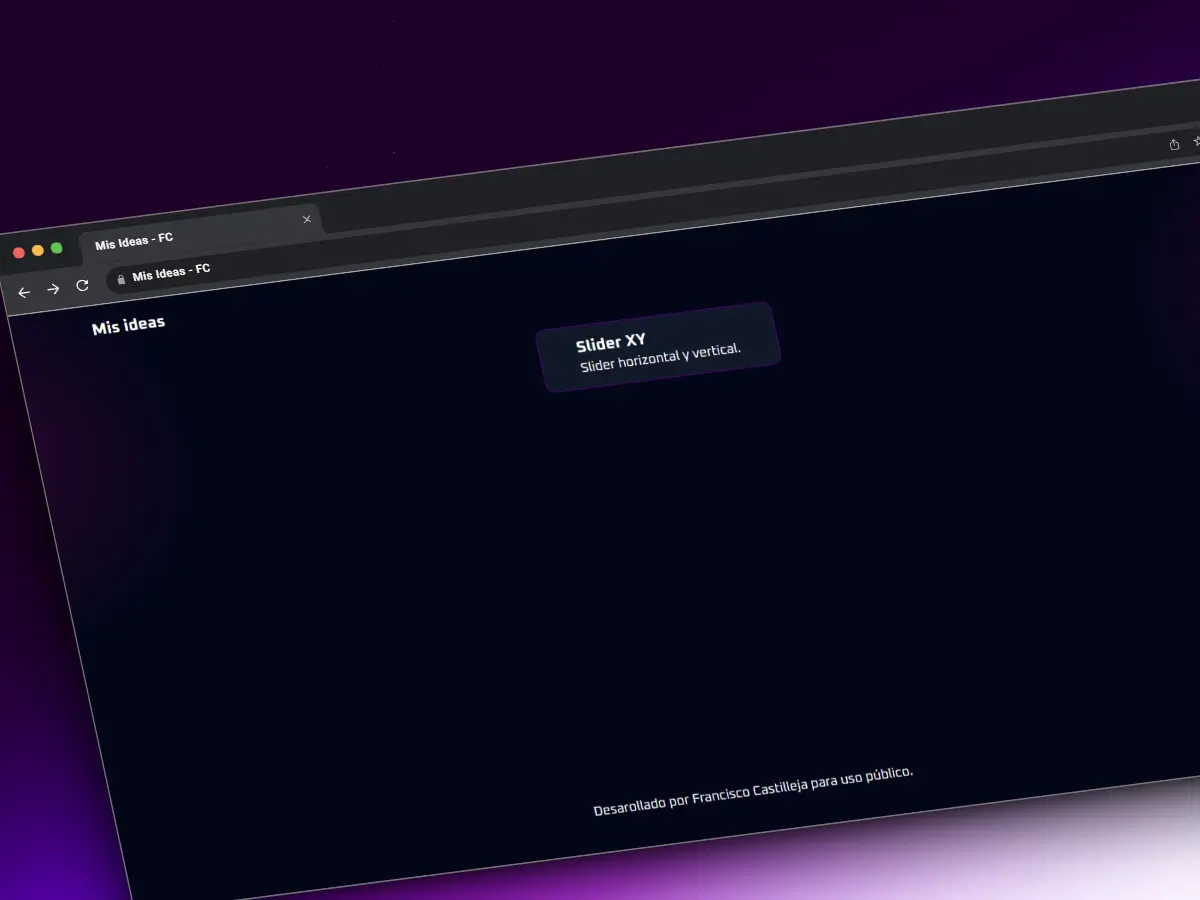 Mis Ideas - FC
Mis Ideas - FC
Mis ideas
Slider XY
Slider horizontal y vertical.
Desarollado por Francisco Castilleja para uso público.